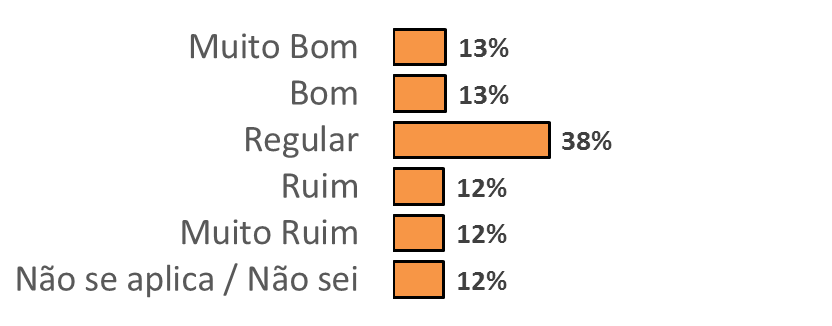 Muito Bom 13%
Bom 13%
Regular 38%
Ruim 12%
Muito Ruim 12%
Não se aplica / Não sei 12%